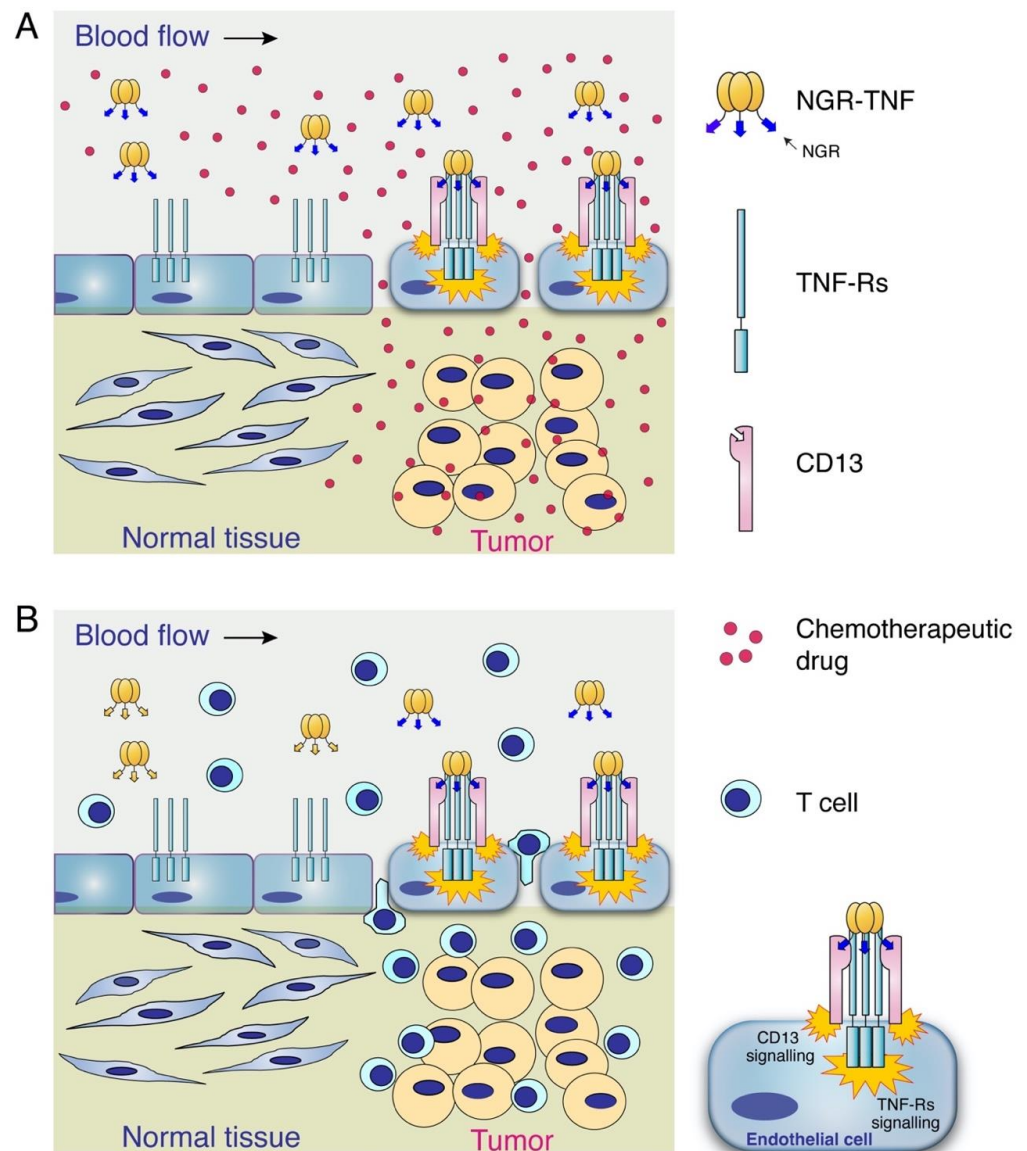 A
Blood flow
NGR-TNF
NGR
TNF-Rs
CD13
Normal tissue
Tumor
B
Blood flow
Chemotherapeutic
drug
T cell
CD13
signalling
TNF-Rs
signalling
Endothelial cell
Normal tissue
Tumor